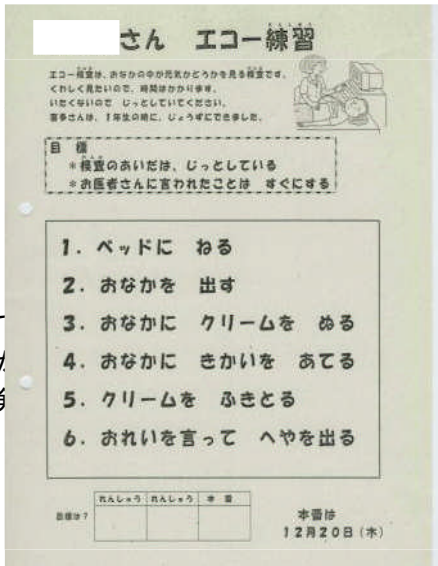 さん　エコー練習
エコー検査は、おなかの中が元気かどうかを見る検査です。
くわしく見たいので、時間はかかります。
いたくないので　じっとしていてください。
喜多さんは、1年生の時に、じょうずにできました。
目　標
＊検査のあいだは、じっとしている
＊お医者さんに言われたことは　すぐにする
1．ベッドに　ねる
2．おなかを　出す
3．おなかに　クリームを　ぬる
4．おなかに　きかいを　あてる
5．クリームを　ふきとる
6．おれいを言って　へやを出る
れんしゅう　れんしゅう　本　番
目標は？
本番は
12月20日（木）